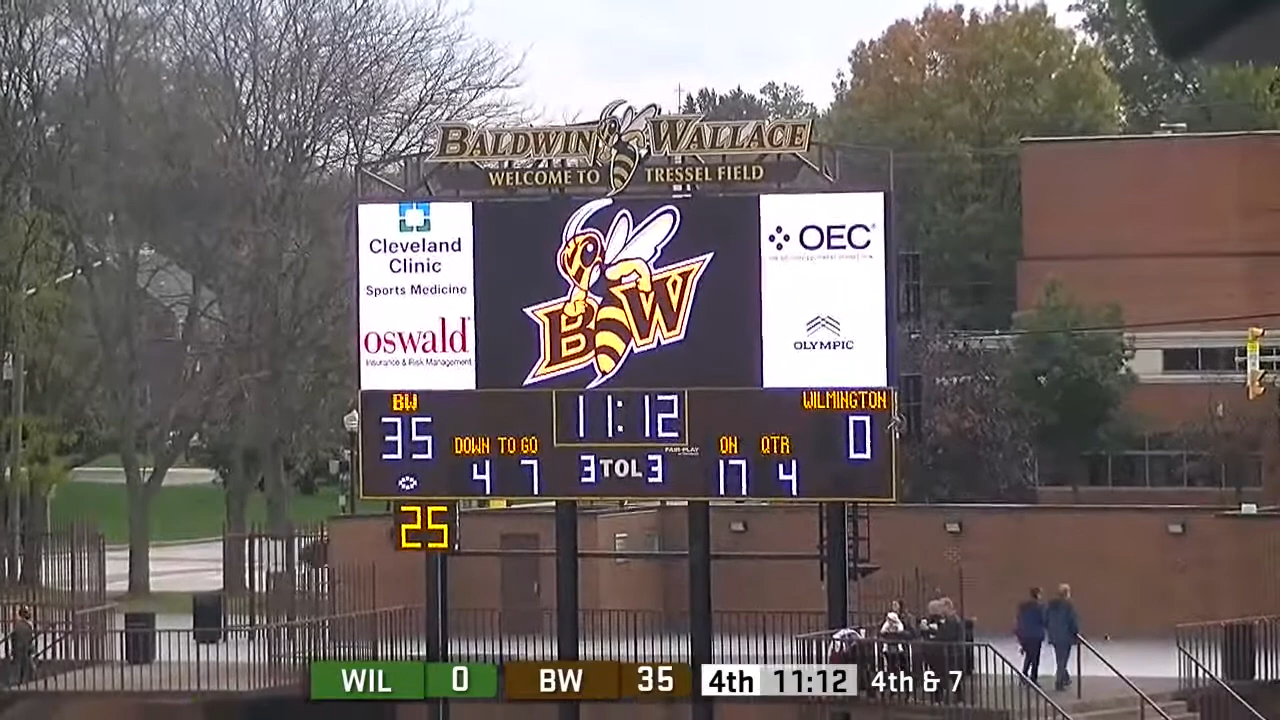 BALDWIN WALLACE
WELCOME TO TRESSEL FIELD
Cleveland
Clinic
Sports Medicine
oswald
Insurance & Risk Management
BW
OEC
OLYMPIC
BW 11:12 WILMINGTON
35 0
DOWN TO GO ON QTR
FAIR-PLAY
4 7 3 TOL 3 17 4
25
WIL 0 BW 35 4th 11:12 4th & 7